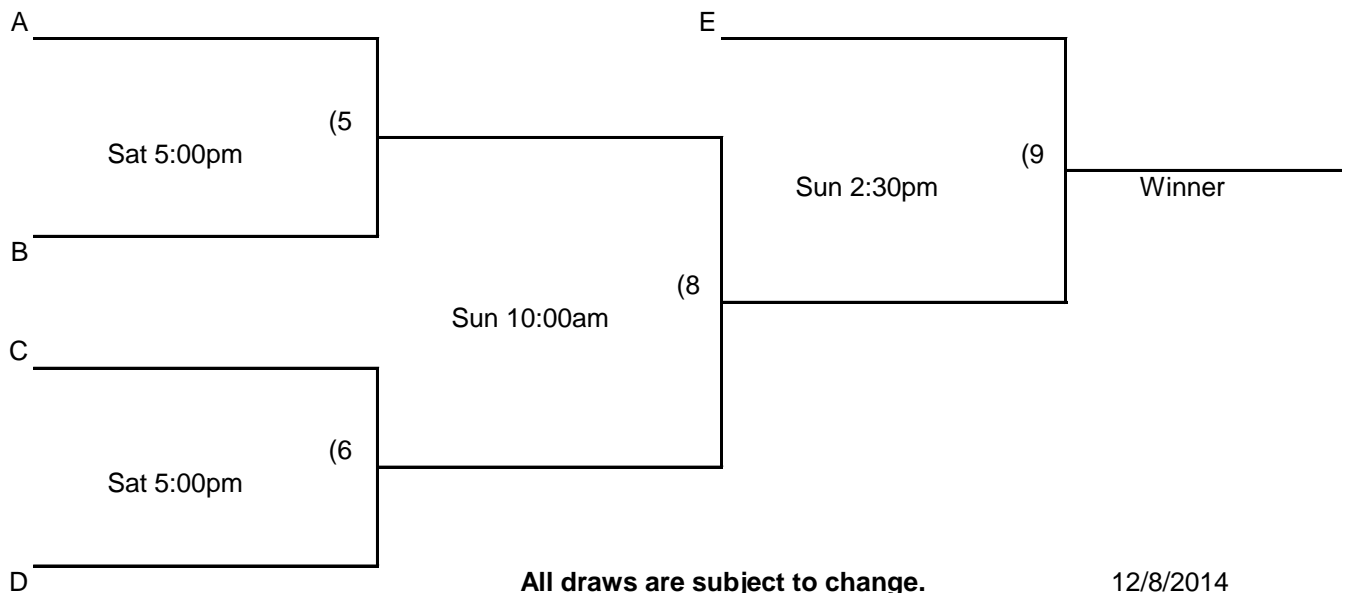 A
E
(5
Sat 5:00pm
(9
Sun 2:30pm
Winner
B
(8
Sun 10:00am
C
(6
Sat 5:00pm
D
All draws are subject to change.
12/8/2014